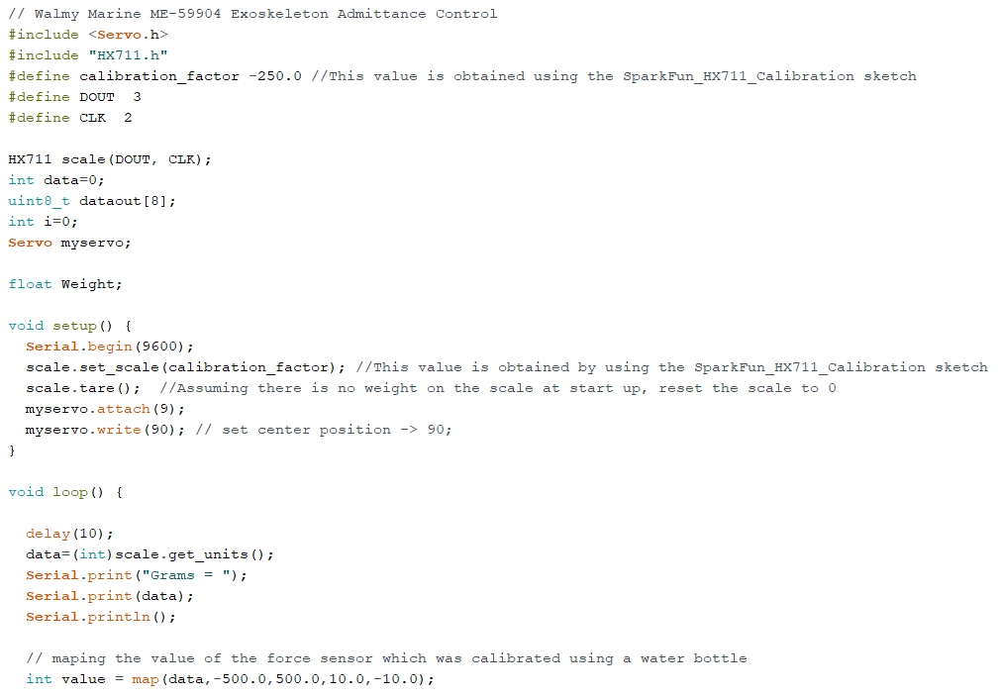 // Walmy Marine ME-59904 Exoskeleton Admittance Control
#include <Servo.h>
#include "HX711.h"
#define calibration_factor -250.0 //This value is obtained using the SparkFun_HX711_Calibration sketch
#define DOUT  3
#define CLK  2

HX711 scale(DOUT, CLK);
int data=0;
uint8_t dataout[8];
int i=0;
Servo myservo;

float Weight;

void setup() {
  Serial.begin(9600);
  scale.set_scale(calibration_factor); //This value is obtained by using the SparkFun_HX711_Calibration sketch
  scale.tare();  //Assuming there is no weight on the scale at start up, reset the scale to 0
  myservo.attach(9);
  myservo.write(90); // set center position -> 90;
}

void loop() {

  delay(10);
  data=(int)scale.get_units();
  Serial.print("Grams = ");
  Serial.print(data);
  Serial.println();

  // maping the value of the force sensor which was calibrated using a water bottle
  int value = map(data,-500.0,500.0,10.0,-10.0);